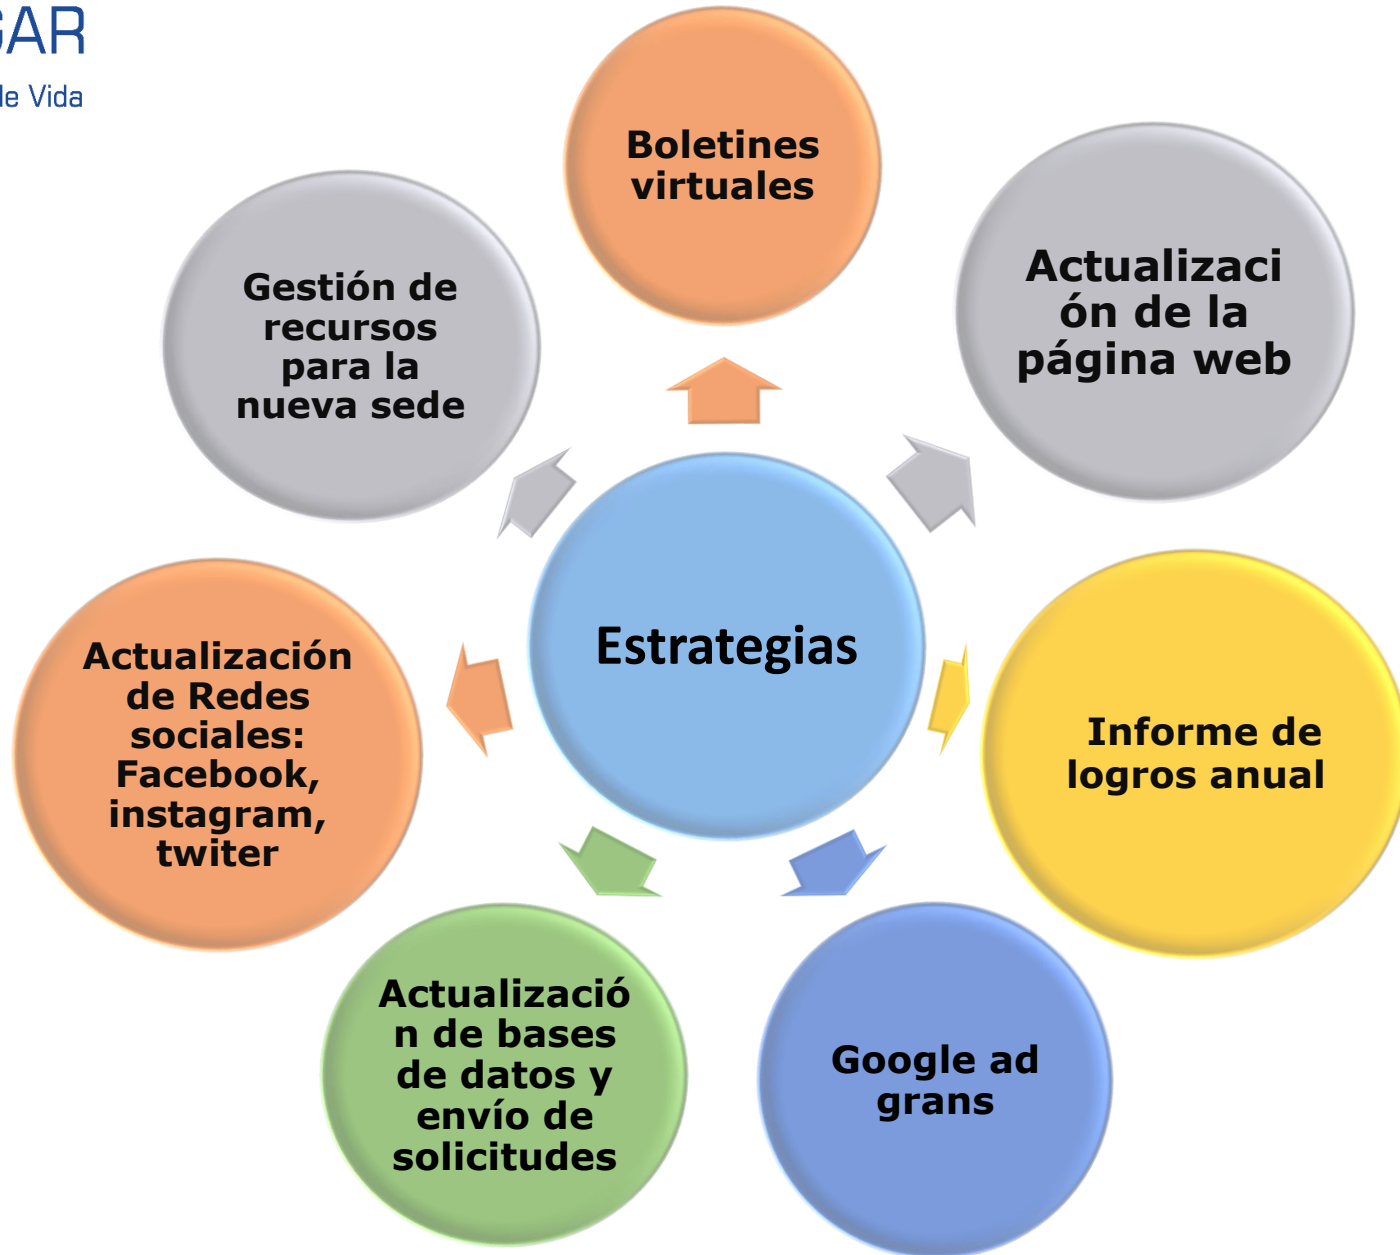 GAR
de Vida
Boletines
virtuales
Actualizaci
ón de la
página web
Gestión de
recursos
para la
nueva sede
Estrategias
Actualización
de Redes
sociales:
Facebook,
instagram,
twiter
Informe de
logros anual
Actualizació
n de bases
de datos y
envío de
solicitudes
Google ad
grans